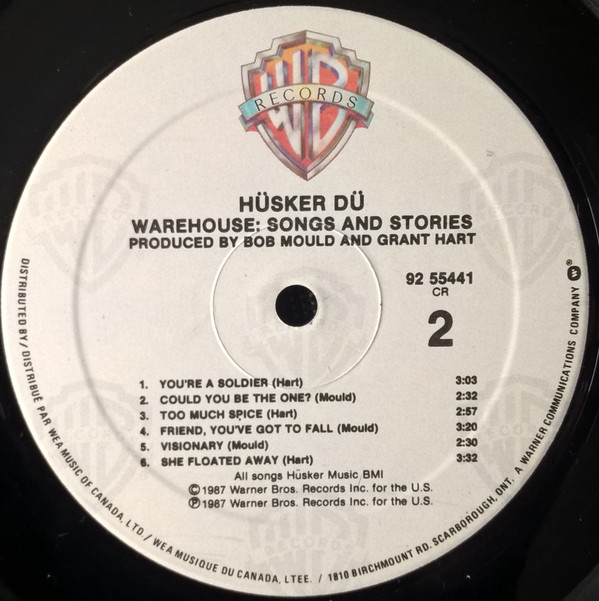 WB
RECORDS
HÜSKER DÜ
WAREHOUSE: SONGS AND STORIES
PRODUCED BY BOB MOULD AND GRANT HART
92 55441
CR
2
1. YOU'RE A SOLDIER (Hart) 3:03
2. COULD YOU BE THE ONE? (Mould) 2:32
3. TOO MUCH SPICE (Hart) 2:57
4. FRIEND, YOU'VE GOT TO FALL (Mould) 3:20
5. VISIONARY (Mould) 2:30
6. SHE FLOATED AWAY (Hart) 3:32
All songs Hüsker Music BMI
©1987 Warner Bros. Records Inc. for the U.S.
℗1987 Warner Bros. Records Inc. for the U.S.
DISTRIBUTED BY / DISTRIBUÉ PAR WEA MUSIC OF CANADA, LTD / WEA MUSIQUE DU CANADA, LTEE. / 1810 BIRCHMOUNT RD. SCARBOROUGH, ONT. A WARNER COMMUNICATIONS COMPANY ®